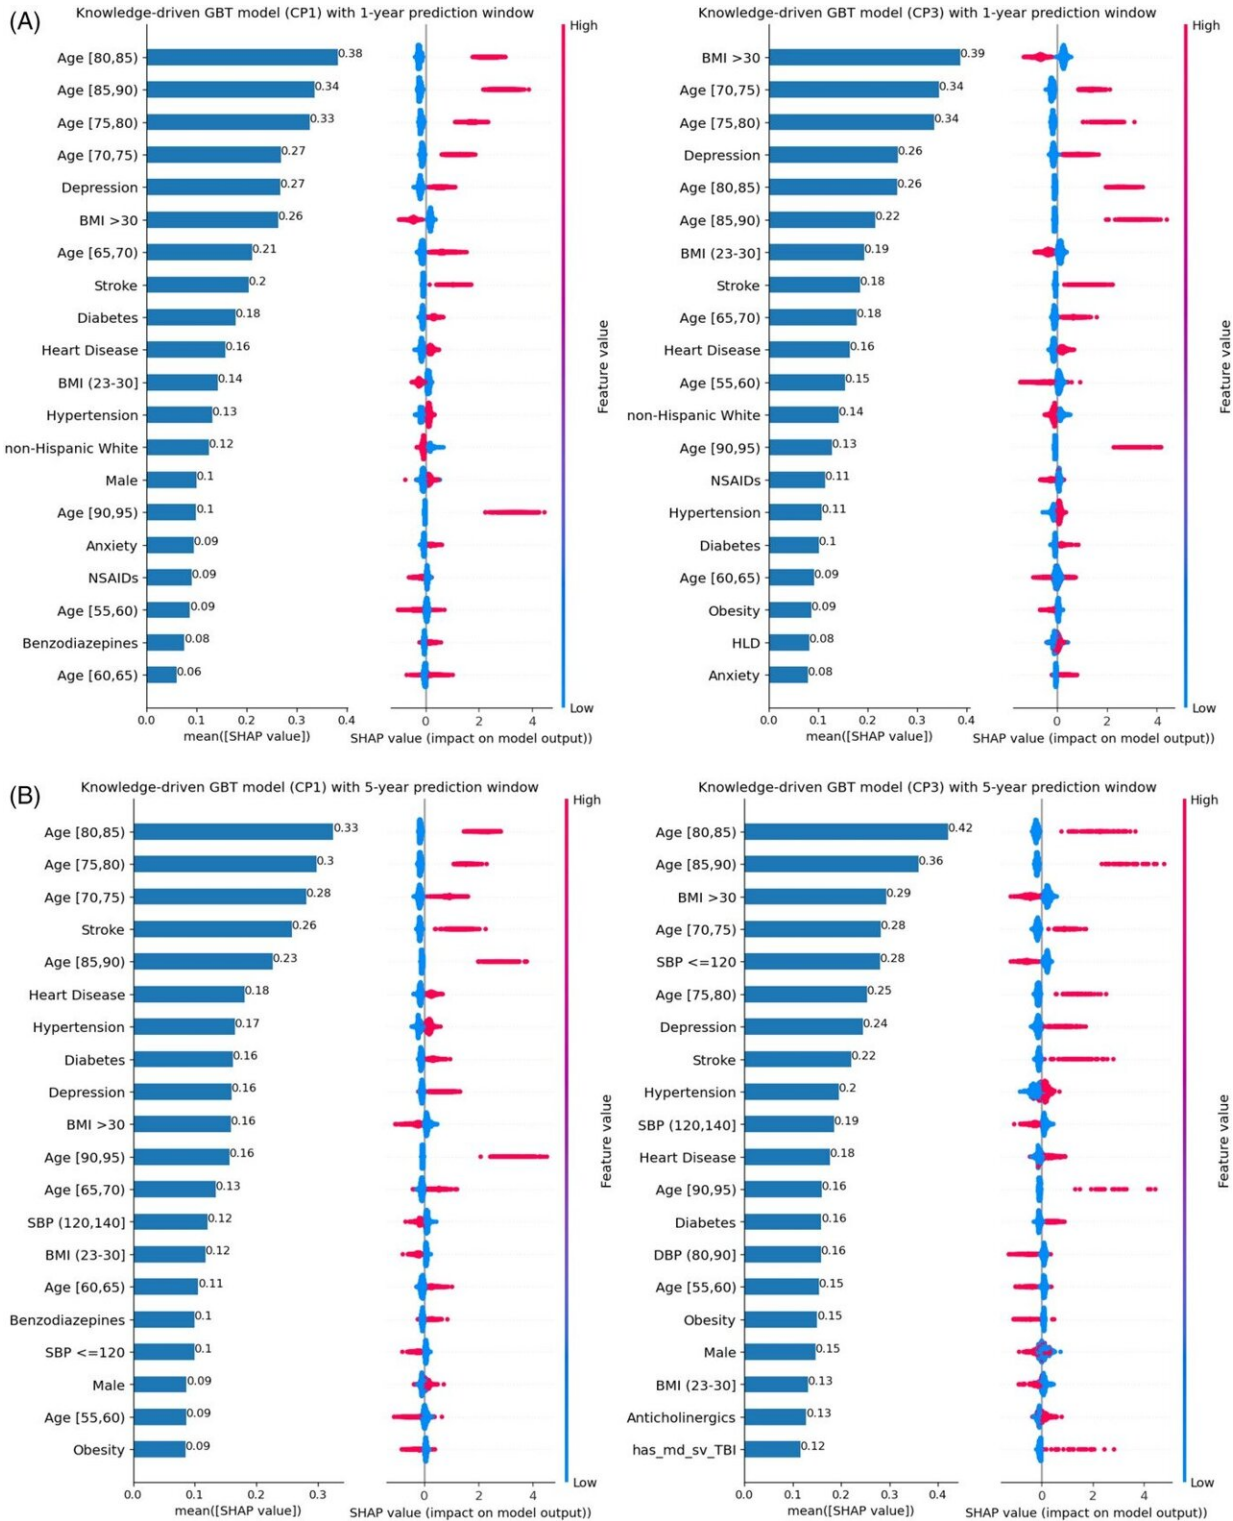 (A)
Knowledge-driven GBT model (CP1) with 1-year prediction window
Age [80,85) 0.38
Age [85,90) 0.34
Age [75,80) 0.33
Age [70,75) 0.27
Depression 0.27
BMI >30 0.26
Age [65,70) 0.21
Stroke 0.2
Diabetes 0.18
Heart Disease 0.16
BMI (23-30] 0.14
Hypertension 0.13
non-Hispanic White 0.12
Male 0.1
Age [90,95) 0.1
Anxiety 0.09
NSAIDs 0.09
Age [55,60) 0.09
Benzodiazepines 0.08
Age [60,65) 0.06
0.0 0.1 0.2 0.3 0.4
mean([SHAP value])
0 2 4
SHAP value (impact on model output))
High
Feature value
Low
Knowledge-driven GBT model (CP3) with 1-year prediction window
BMI >30 0.39
Age [70,75) 0.34
Age [75,80) 0.34
Depression 0.26
Age [80,85) 0.26
Age [85,90) 0.22
BMI (23-30] 0.19
Stroke 0.18
Age [65,70) 0.18
Heart Disease 0.16
Age [55,60) 0.15
non-Hispanic White 0.14
Age [90,95) 0.13
NSAIDs 0.11
Hypertension 0.11
Diabetes 0.1
Age [60,65) 0.09
Obesity 0.09
HLD 0.08
Anxiety 0.08
0.0 0.1 0.2 0.3 0.4
mean([SHAP value])
0 2 4
SHAP value (impact on model output))
High
Feature value
Low
(B)
Knowledge-driven GBT model (CP1) with 5-year prediction window
Age [80,85) 0.33
Age [75,80) 0.3
Age [70,75) 0.28
Stroke 0.26
Age [85,90) 0.23
Heart Disease 0.18
Hypertension 0.17
Diabetes 0.16
Depression 0.16
BMI >30 0.16
Age [90,95) 0.16
Age [65,70) 0.13
SBP (120,140] 0.12
BMI (23-30] 0.12
Age [60,65) 0.11
Benzodiazepines 0.1
SBP <=120 0.1
Male 0.09
Age [55,60) 0.09
Obesity 0.09
0.0 0.1 0.2 0.3
mean([SHAP value])
0 2 4
SHAP value (impact on model output))
High
Feature value
Low
Knowledge-driven GBT model (CP3) with 5-year prediction window
Age [80,85) 0.42
Age [85,90) 0.36
BMI >30 0.29
Age [70,75) 0.28
SBP <=120 0.28
Age [75,80) 0.25
Depression 0.24
Stroke 0.22
Hypertension 0.2
SBP (120,140] 0.19
Heart Disease 0.18
Age [90,95) 0.16
Diabetes 0.16
DBP (80,90] 0.16
Age [55,60) 0.15
Obesity 0.15
Male 0.15
BMI (23-30] 0.13
Anticholinergics 0.13
has_md_sv_TBI 0.12
0.0 0.1 0.2 0.3 0.4
mean([SHAP value])
0 2 4
SHAP value (impact on model output))
High
Feature value
Low